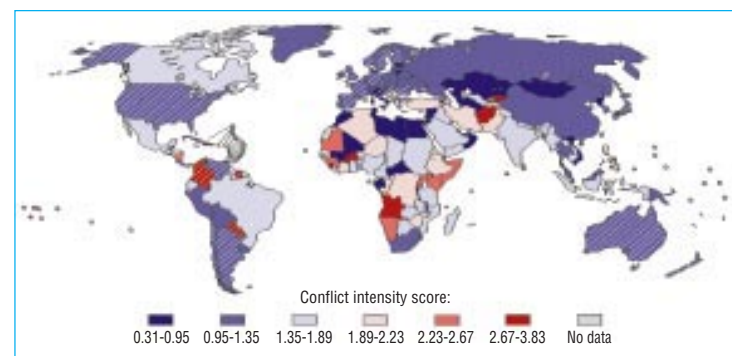 Conflict intensity score:
0.31-0.95 0.95-1.35 1.35-1.89 1.89-2.23 2.23-2.67 2.67-3.83 No data